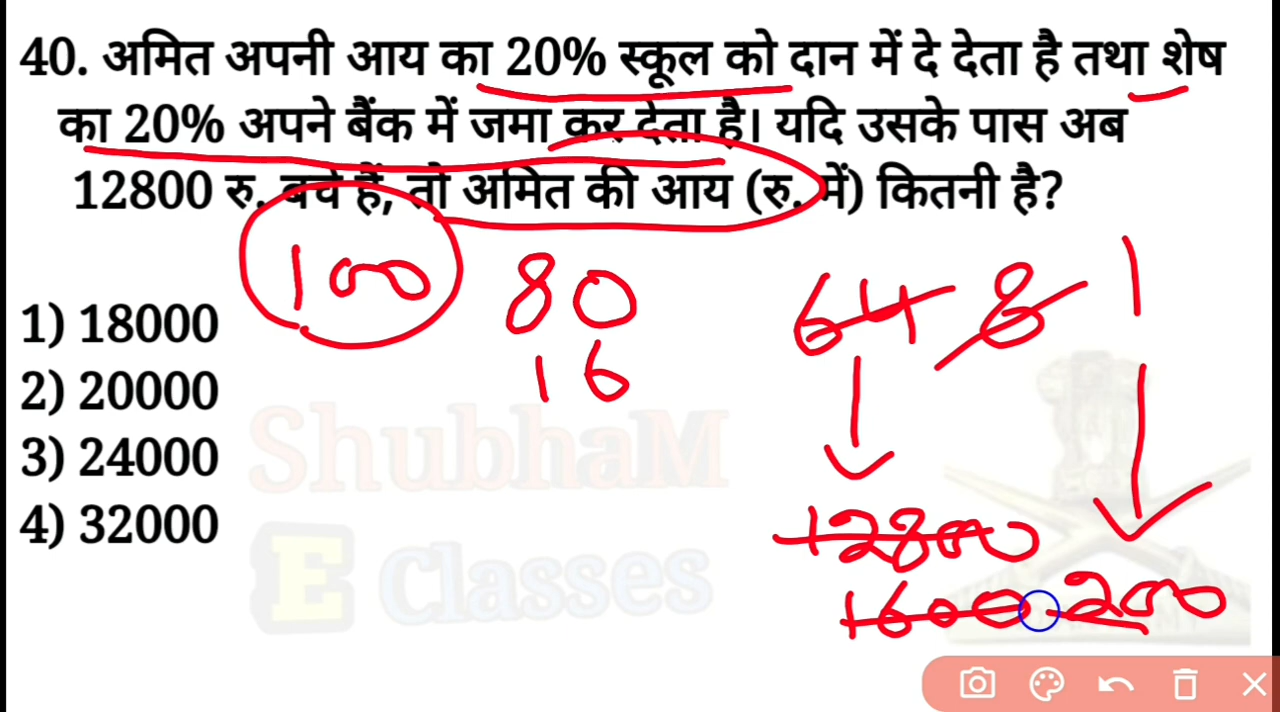 40. अमित अपनी आय का 20% स्कूल को दान में दे देता है तथा शेष
का 20% अपने बैंक में जमा कर देता है। यदि उसके पास अब
12800 रु. बचे हैं, तो अमित की आय (रु. में) कितनी है?
100 80 64 8 1
16
1) 18000
2) 20000
3) 24000
4) 32000
12800
1600 200
ShubhaM
E Classes